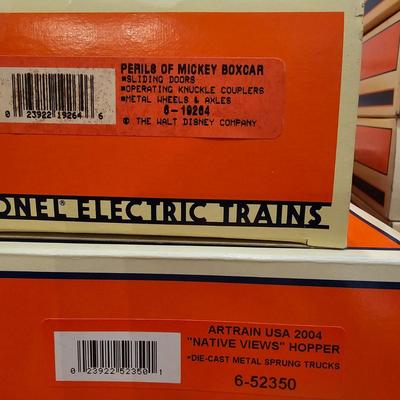 PERILS OF MICKEY BOXCAR
*SLIDING DOORS
*OPERATING KNUCKLE COUPLERS
*METAL WHEELS & AXLES
6-19264
© THE WALT DISNEY COMPANY
0 23922 19264 6
ONEL® ELECTRIC TRAINS
ARTRAIN USA 2004
"NATIVE VIEWS" HOPPER
*DIE-CAST METAL SPRUNG TRUCKS
6-52350
0 23922 52350 1